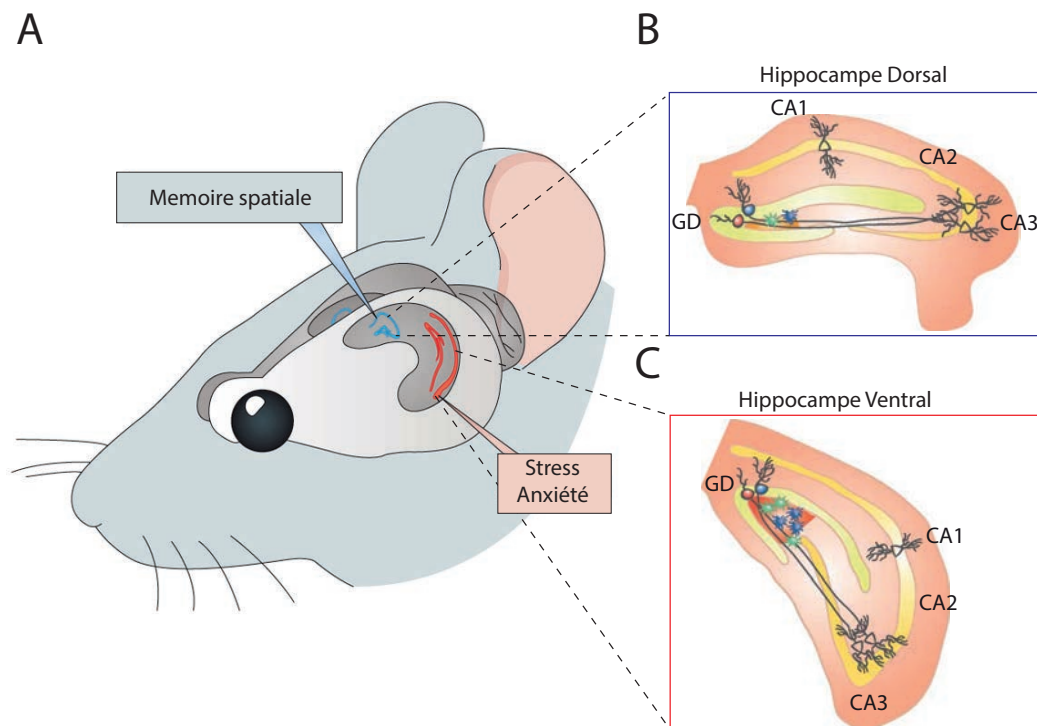 A
Memoire spatiale
Stress
Anxiété
B
Hippocampe Dorsal
CA1
CA2
GD
CA3
C
Hippocampe Ventral
GD
CA1
CA2
CA3